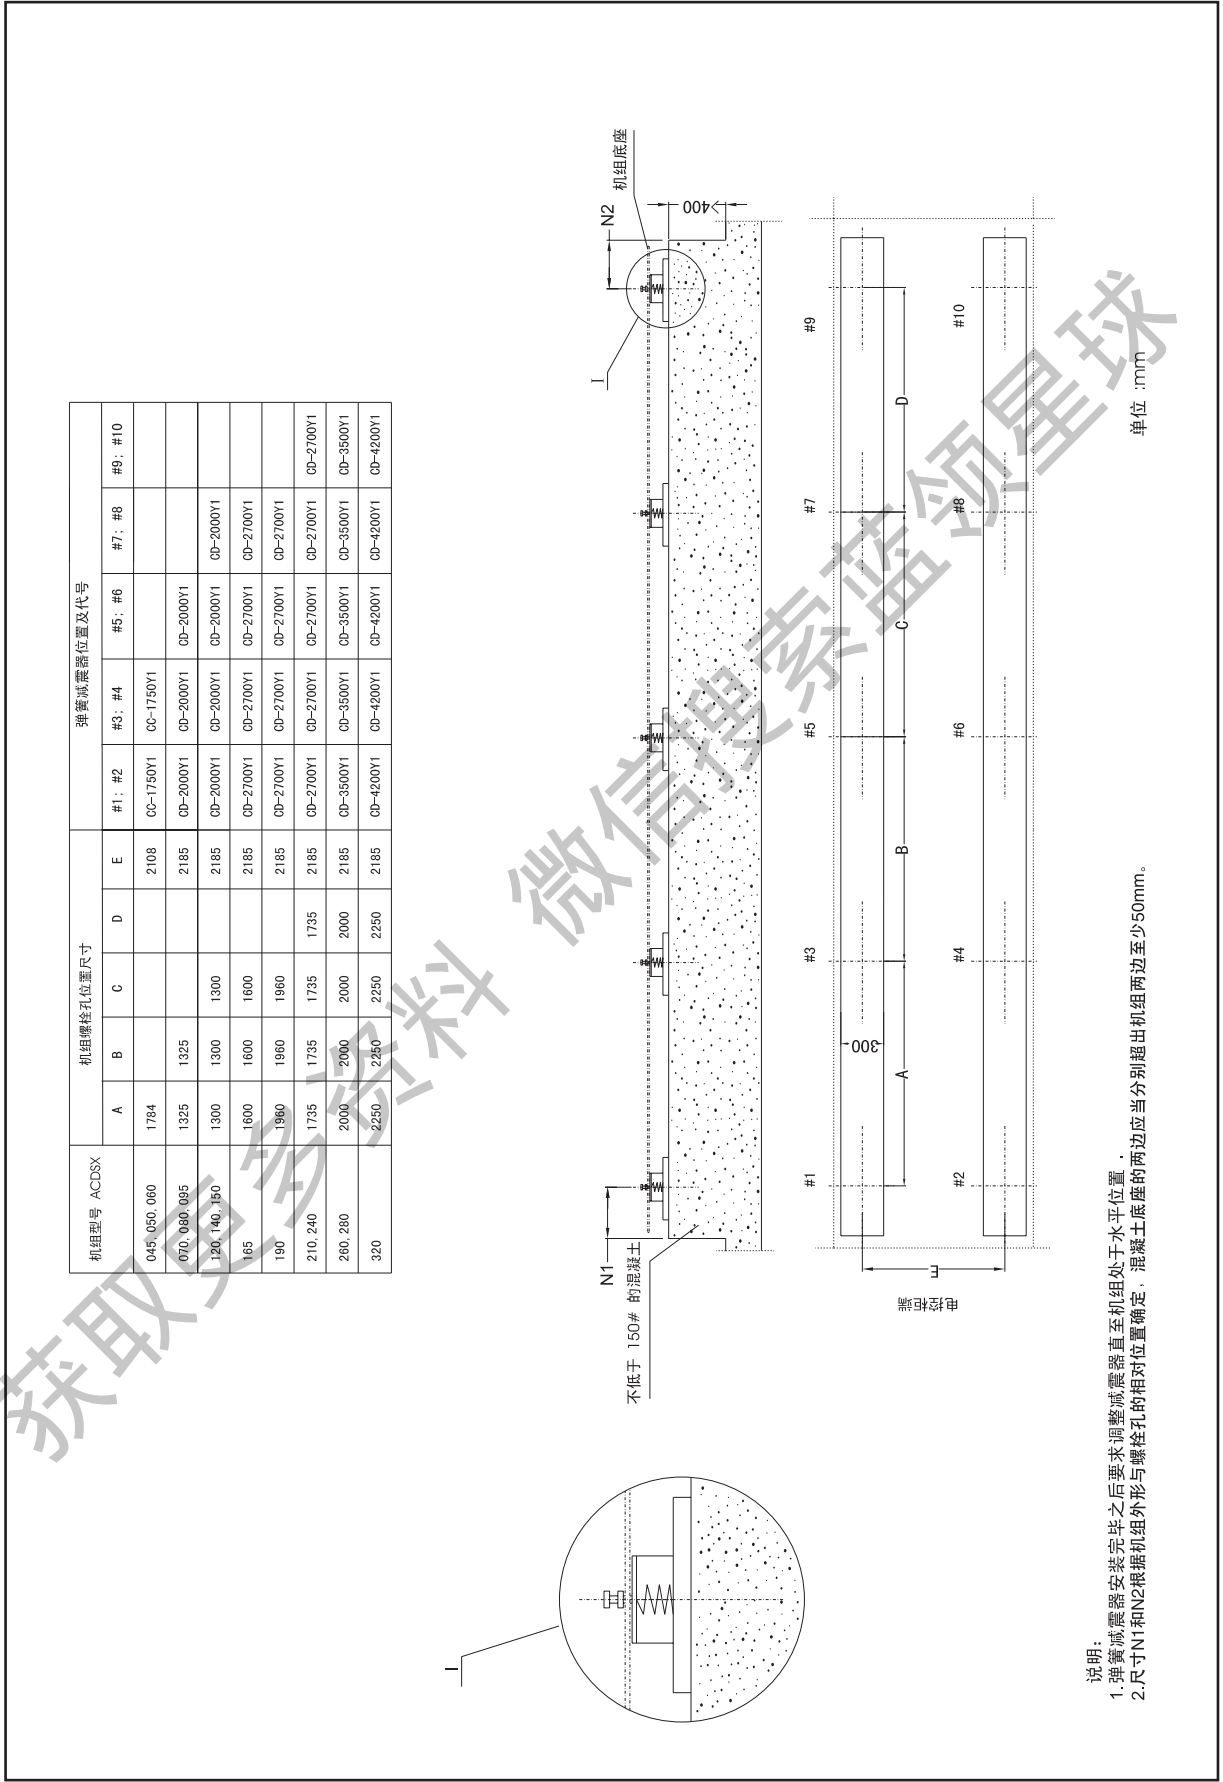 机组型号 ACDSX 机组螺栓孔位置尺寸 弹簧减震器位置及代号
A B C D E #1; #2 #3; #4 #5; #6 #7; #8 #9; #10
045,050,060 1784 2108 CC-1750Y1 CC-1750Y1
070,080,095 1325 1325 2185 CD-2000Y1 CD-2000Y1 CD-2000Y1
120,140,150 1300 1300 1300 2185 CD-2000Y1 CD-2000Y1 CD-2000Y1 CD-2000Y1
165 1600 1600 1600 2185 CD-2700Y1 CD-2700Y1 CD-2700Y1 CD-2700Y1
190 1960 1960 1960 2185 CD-2700Y1 CD-2700Y1 CD-2700Y1 CD-2700Y1
210,240 1735 1735 1735 1735 2185 CD-2700Y1 CD-2700Y1 CD-2700Y1 CD-2700Y1 CD-2700Y1
260,280 2000 2000 2000 2000 2185 CD-3500Y1 CD-3500Y1 CD-3500Y1 CD-3500Y1 CD-3500Y1
320 2250 2250 2250 2250 2185 CD-4200Y1 CD-4200Y1 CD-4200Y1 CD-4200Y1 CD-4200Y1
I
I
N1
N2
机组底座
不低于 150# 的混凝土
>400
#1 #3 #5 #7 #9
300
A B C D
E
电控柜端
#2 #4 #6 #8 #10
单位 :mm
说明：
1.弹簧减震器安装完毕之后要求调整减震器直至机组处于水平位置.
2.尺寸N1和N2根据机组外形与螺栓孔的相对位置确定，混凝土底座的两边应当分别超出机组两边至少50mm。
获取更多资料 微信搜索蓝领星球